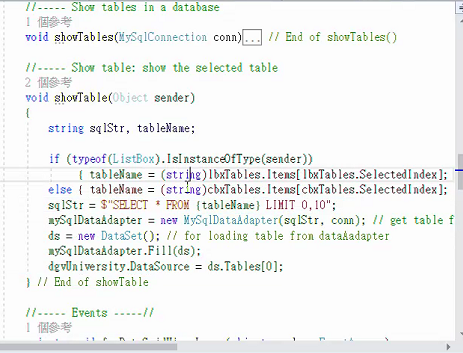 //----- Show tables in a database
1 個參考
void showTables(MySqlConnection conn)... // End of showTables()
//----- Show table: show the selected table
2 個參考
void showTable(Object sender)
{
string sqlStr, tableName;
if (typeof(ListBox).IsInstanceOfType(sender))
{ tableName = (string)lbxTables.Items[lbxTables.SelectedIndex];
else { tableName = (string)cbxTables.Items[cbxTables.SelectedIndex];
sqlStr = $"SELECT * FROM {tableName} LIMIT 0,10";
mySqlDataAdapter = new MySqlDataAdapter(sqlStr, conn); // get table f
ds = new DataSet(); // for loading table from dataAadapter
mySqlDataAdapter.Fill(ds);
dgvUniversity.DataSource = ds.Tables[0];
} // End of showTable
//----- Events -----//
1 個參考